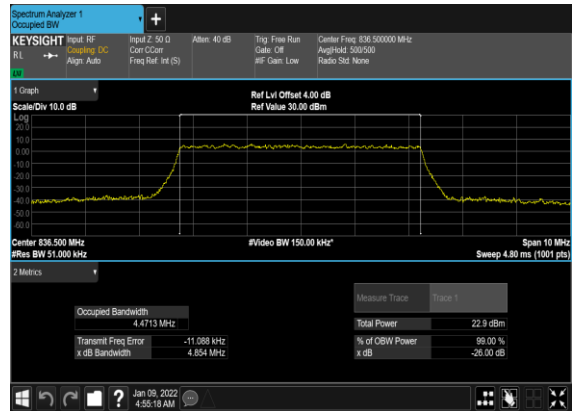 Spectrum Analyzer 1
Occupied BW
KEYSIGHT Input: RF Input Z: 50 Ω Atten: 40 dB Trig: Free Run Center Freq: 836.500000 MHz
Coupling: DC Corr CCorr Gate: Off Avg|Hold: 500/500
RL Align: Auto Freq Ref: Int (S) #IF Gain: Low Radio Std: None
1 Graph
Ref Lvl Offset 4.00 dB
Scale/Div 10.0 dB Ref Value 30.00 dBm
Log
20.0
10.0
0.00
-10.0
-20.0
-30.0
-40.0
-50.0
-60.0
Center 836.500 MHz #Video BW 150.00 kHz* Span 10 MHz
#Res BW 51.000 kHz Sweep 4.80 ms (1001 pts)
2 Metrics
Measure Trace Trace 1
Occupied Bandwidth
4.4713 MHz Total Power 22.9 dBm
Transmit Freq Error -11.088 kHz % of OBW Power 99.00 %
x dB Bandwidth 4.854 MHz x dB -26.00 dB
? Jan 09, 2022
4:55:18 AM